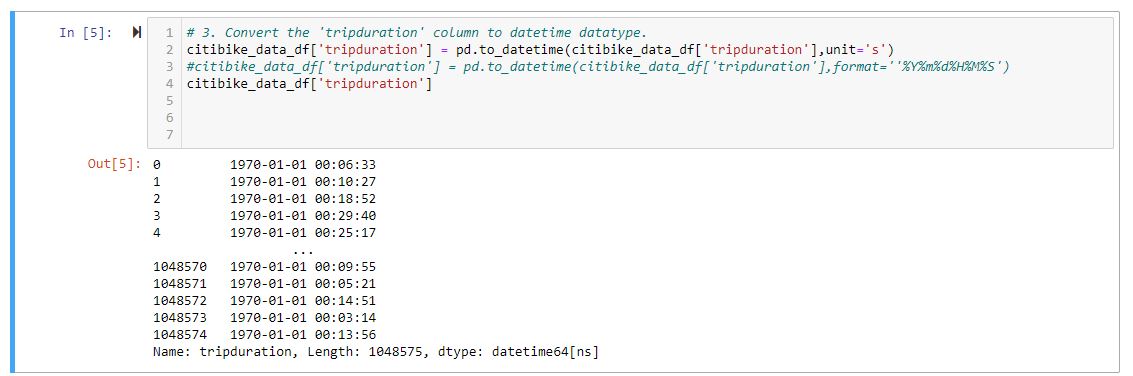 In [5]:
1 # 3. Convert the 'tripduration' column to datetime datatype.
2 citibike_data_df['tripduration'] = pd.to_datetime(citibike_data_df['tripduration'],unit='s')
3 #citibike_data_df['tripduration'] = pd.to_datetime(citibike_data_df['tripduration'],format=''%Y%m%d%H%M%S')
4 citibike_data_df['tripduration']
5
6
7
Out[5]:
0 1970-01-01 00:06:33
1 1970-01-01 00:10:27
2 1970-01-01 00:18:52
3 1970-01-01 00:29:40
4 1970-01-01 00:25:17
...
1048570 1970-01-01 00:09:55
1048571 1970-01-01 00:05:21
1048572 1970-01-01 00:14:51
1048573 1970-01-01 00:03:14
1048574 1970-01-01 00:13:56
Name: tripduration, Length: 1048575, dtype: datetime64[ns]